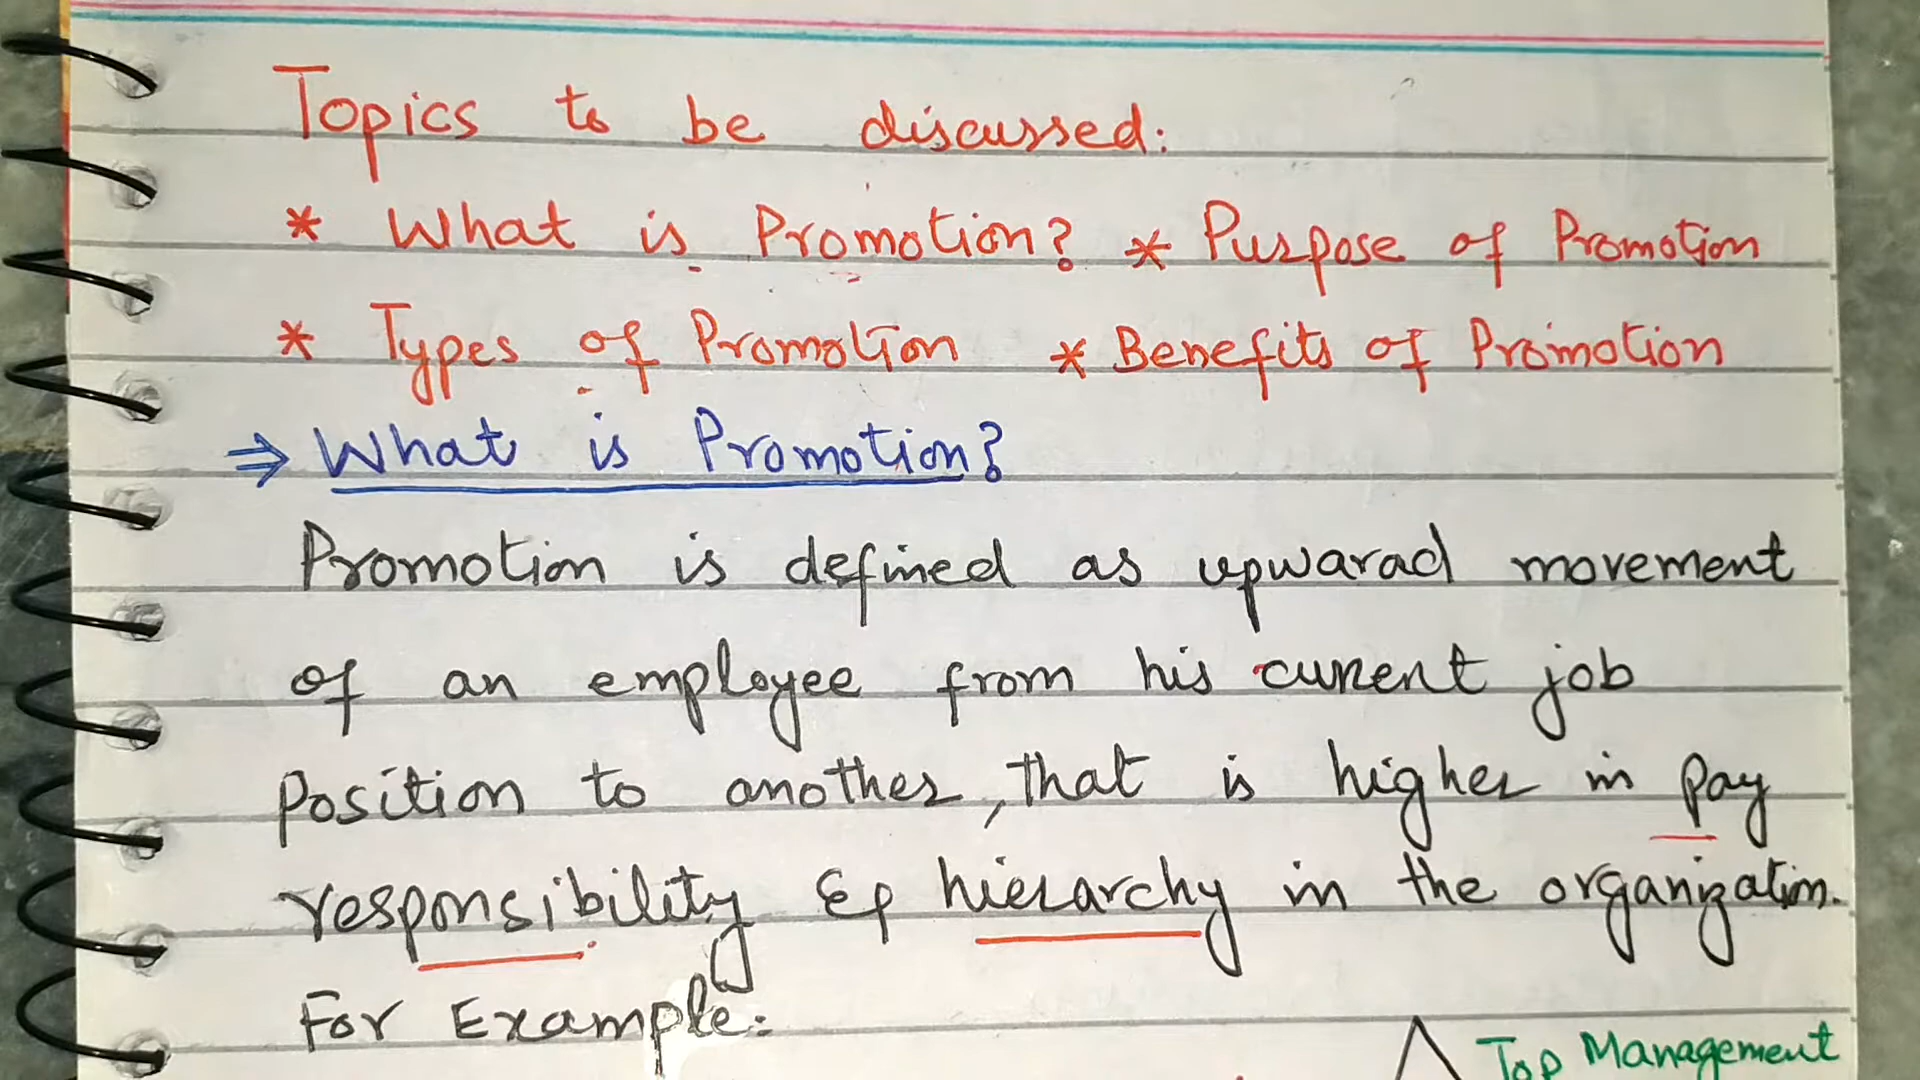 Topics to be discussed:
* What is Promotion? * Purpose of Promotion
* Types of Promotion * Benefits of Promotion
⇒ What is Promotion?
Promotion is defined as upwarad movement
of an employee from his current job
position to another, that is higher in pay
responsibility & hierarchy in the organization.
For Example:
Top Management